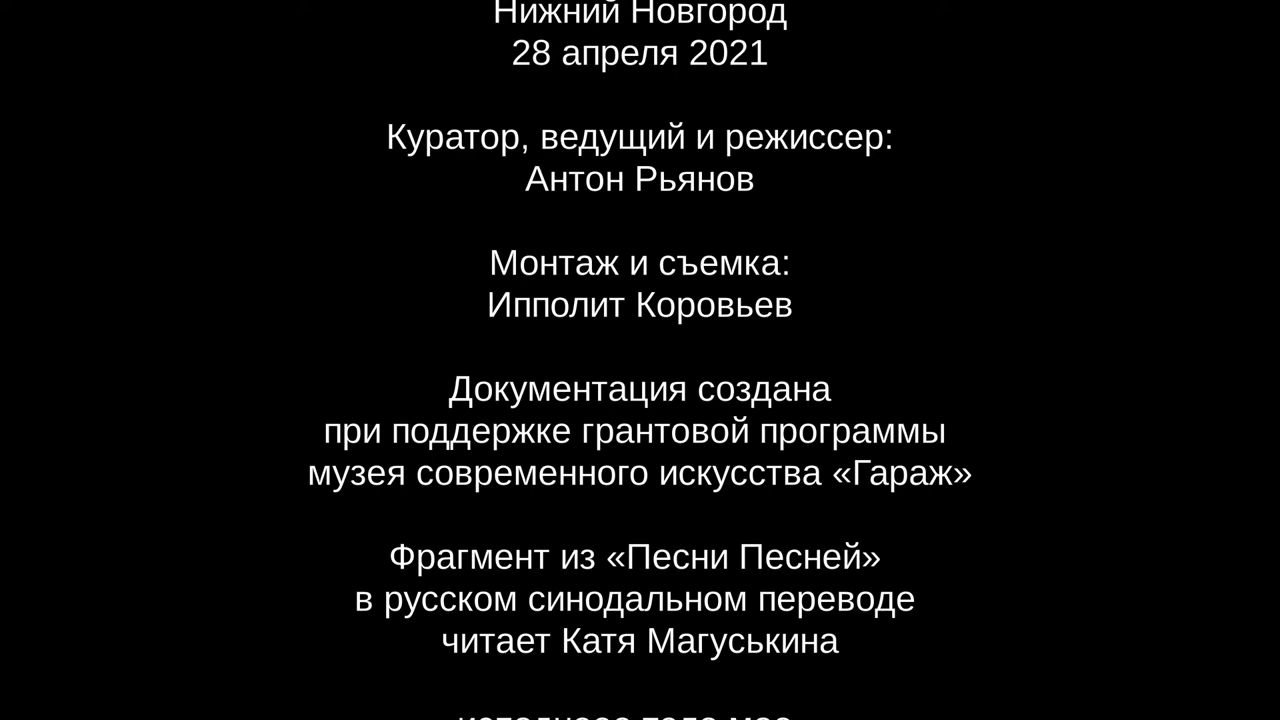 Нижний Новгород
28 апреля 2021
Куратор, ведущий и режиссер:
Антон Рьянов
Монтаж и съемка:
Ипполит Коровьев
Документация создана
при поддержке грантовой программы
музея современного искусства «Гараж»
Фрагмент из «Песни Песней»
в русском синодальном переводе
читает Катя Магуськина